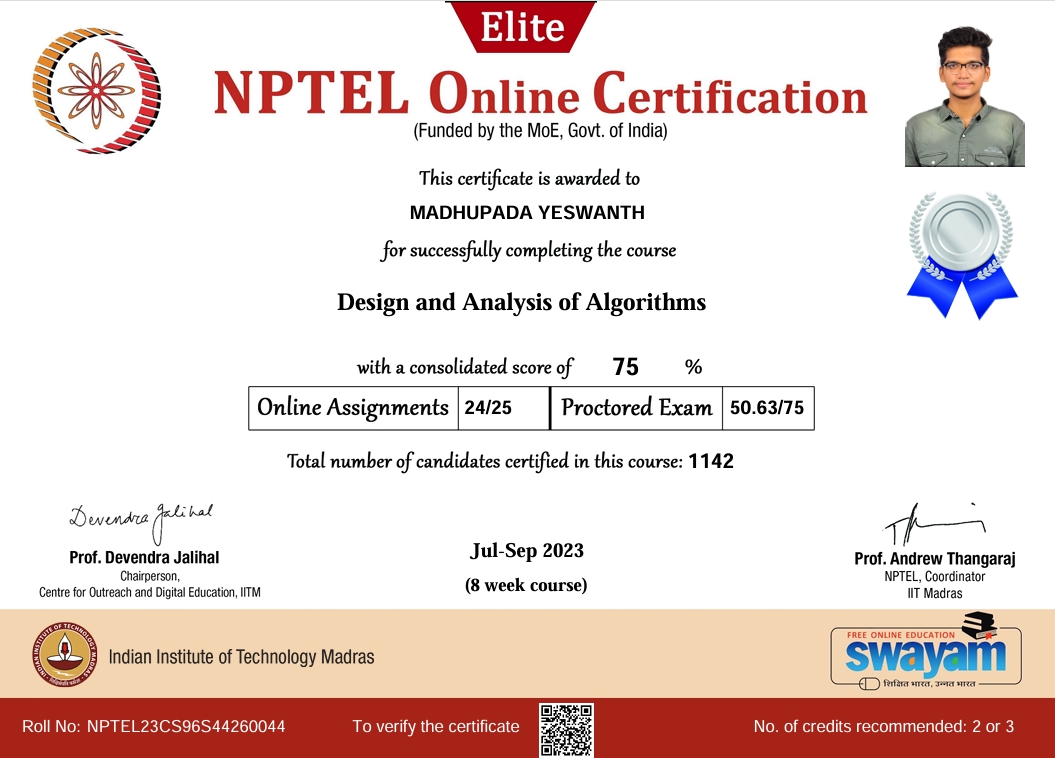 Elite
NPTEL Online Certification
(Funded by the MoE, Govt. of India)
This certificate is awarded to
MADHUPADA YESWANTH
for successfully completing the course
Design and Analysis of Algorithms
with a consolidated score of 75 %
Online Assignments 24/25 Proctored Exam 50.63/75
Total number of candidates certified in this course: 1142
Devendra Jalihal
Prof. Devendra Jalihal
Chairperson,
Centre for Outreach and Digital Education, IITM
Jul-Sep 2023
(8 week course)
Prof. Andrew Thangaraj
NPTEL, Coordinator
IIT Madras
INDIAN INSTITUTE OF TECHNOLOGY MADRAS
Indian Institute of Technology Madras
FREE ONLINE EDUCATION
swayam
शिक्षित भारत, उन्नत भारत
Roll No: NPTEL23CS96S44260044
To verify the certificate
No. of credits recommended: 2 or 3